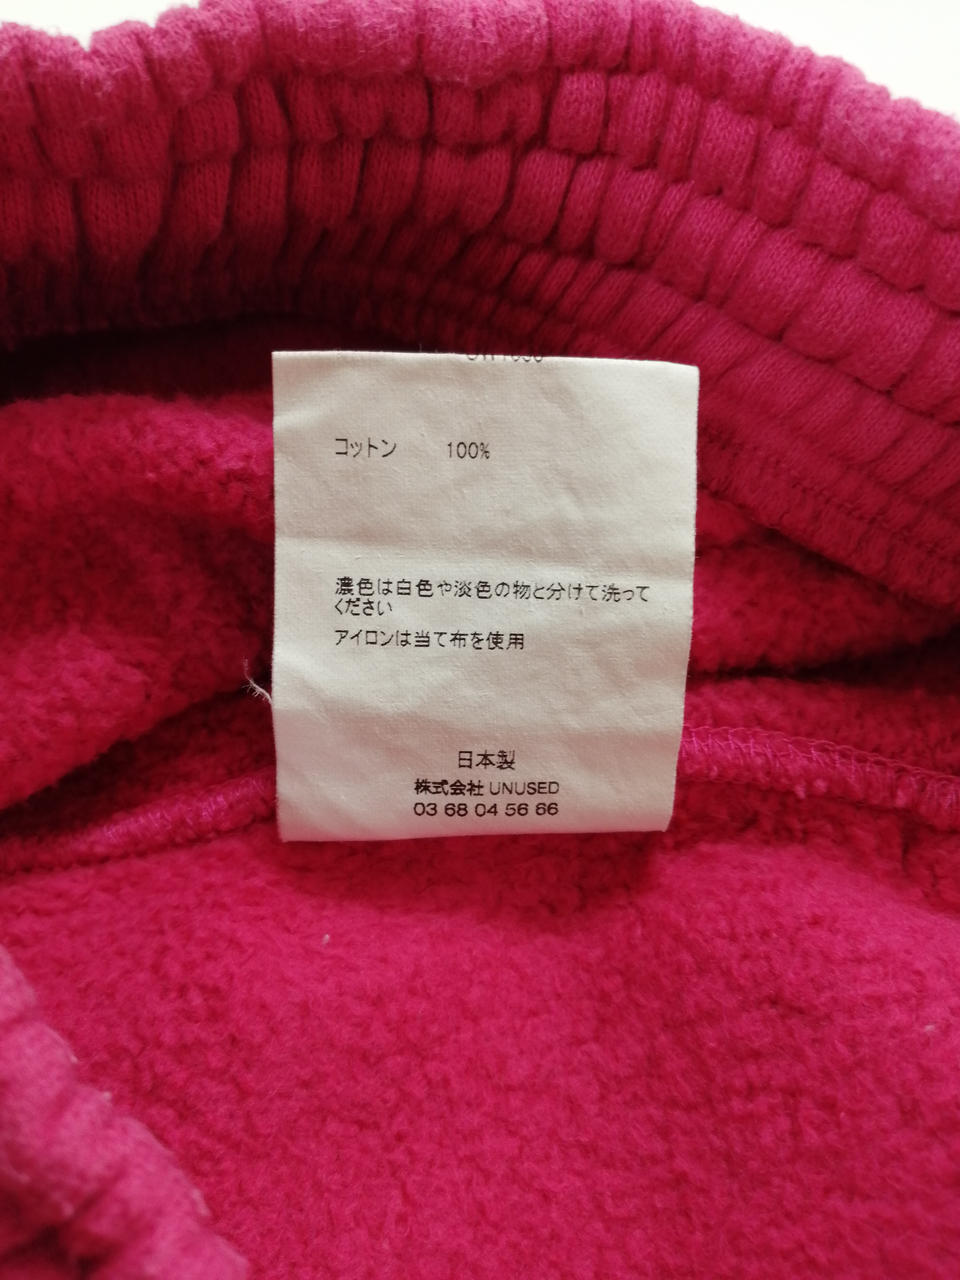 コットン 100%
濃色は白色や淡色の物と分けて洗って
ください
アイロンは当て布を使用
日本製
株式会社 UNUSED
03 68 04 56 66